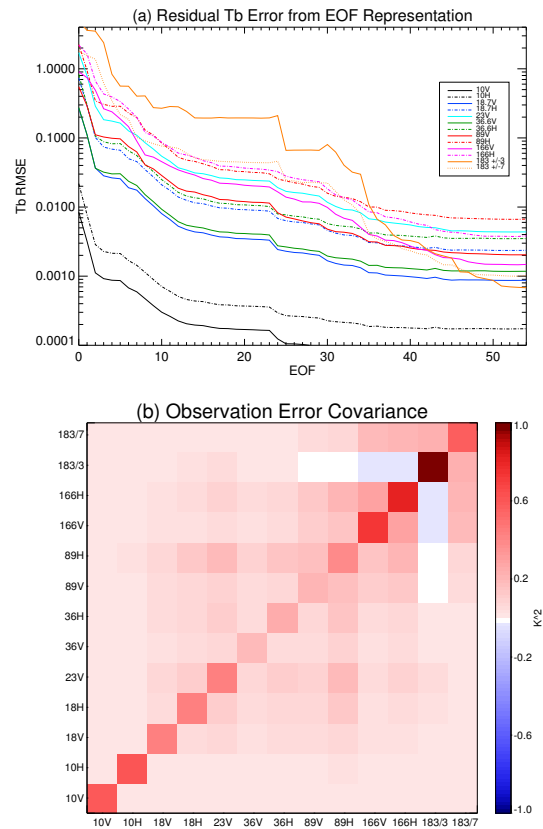 (a) Residual Tb Error from EOF Representation
Tb RMSE
1.0000
0.1000
0.0100
0.0010
0.0001
10V
10H
18.7V
18.7H
23V
36.6V
36.6H
89V
89H
166V
166H
183 +/-3
183 +/-7
0 10 20 30 40 50
EOF
(b) Observation Error Covariance
183/7
183/3
166H
166V
89H
89V
36H
36V
23V
18H
18V
10H
10V
10V 10H 18V 18H 23V 36V 36H 89V 89H 166V 166H 183/3 183/7
1.0
0.6
0.2
-0.2
-0.6
-1.0
K^2